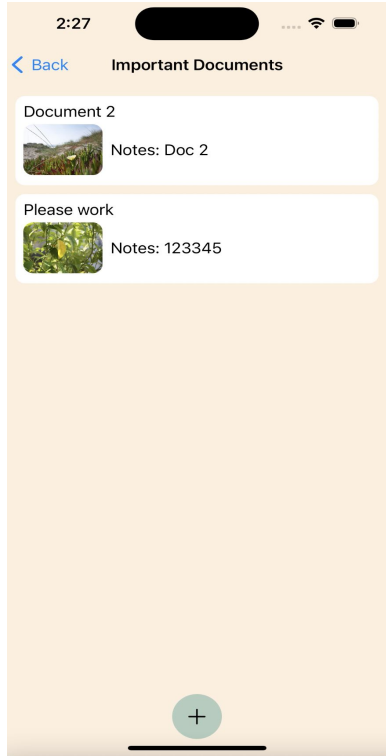 2:27
Back Important Documents
Document 2
Notes: Doc 2
Please work
Notes: 123345
+